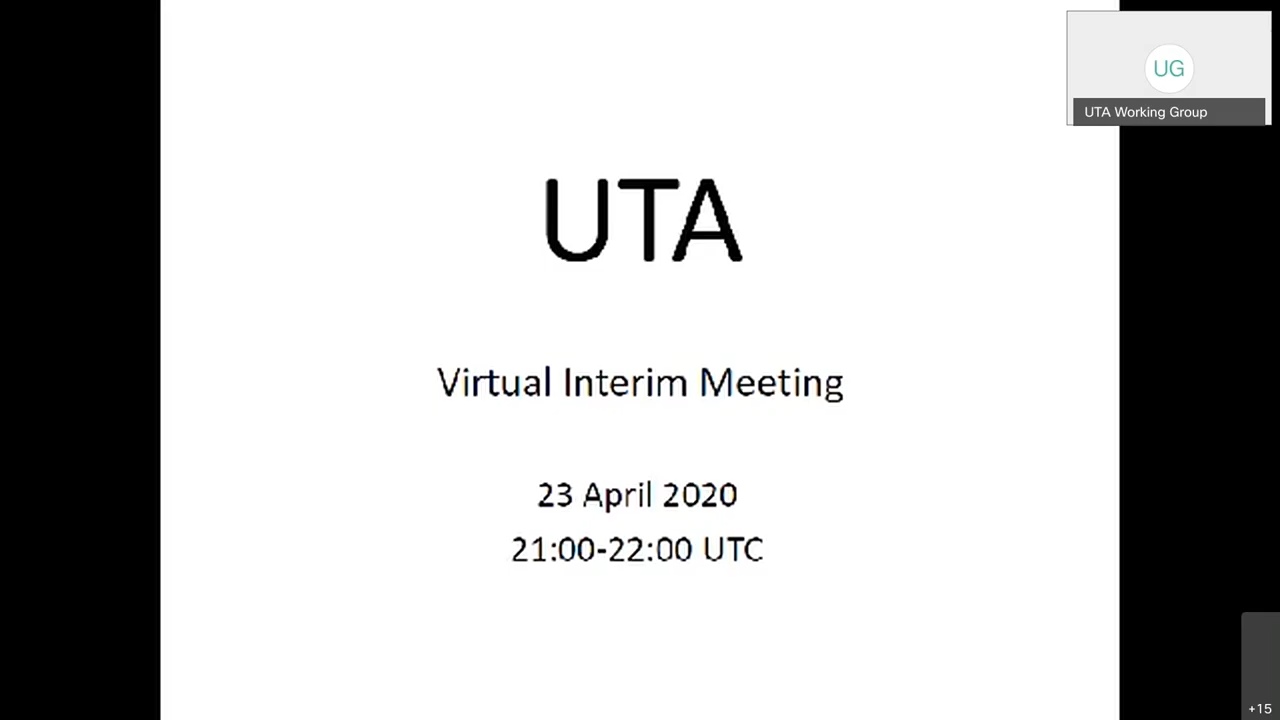 UTA
Virtual Interim Meeting
23 April 2020
21:00-22:00 UTC
UG
UTA Working Group
+15